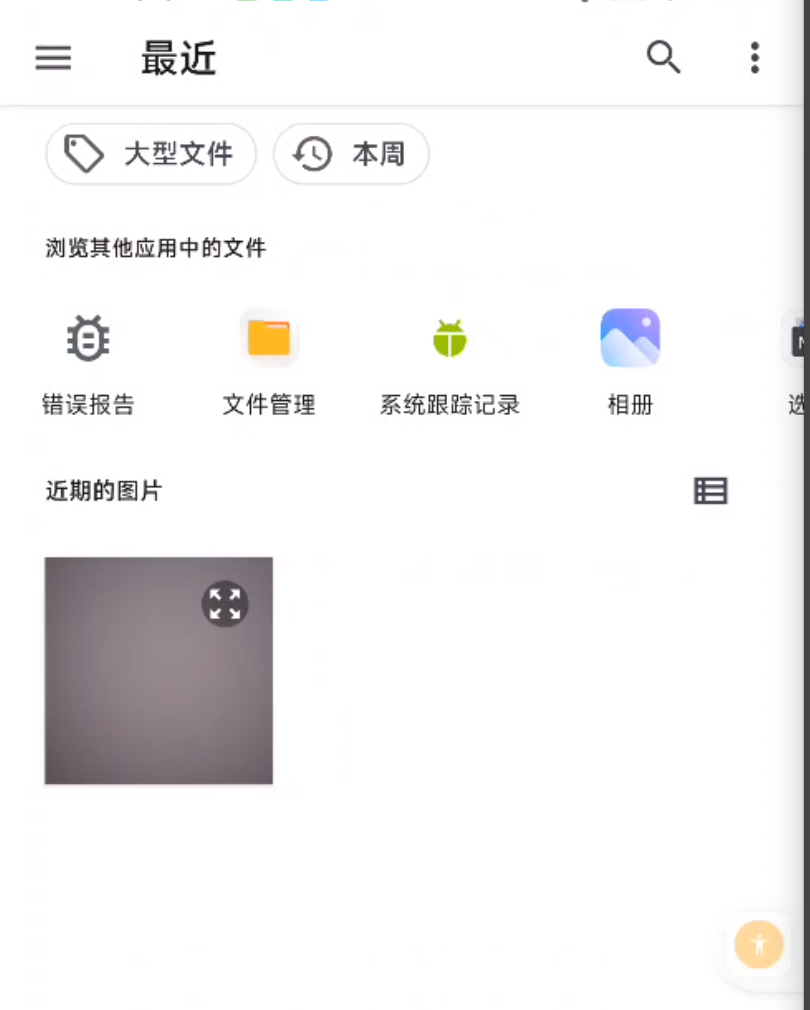 最近
大型文件
本周
浏览其他应用中的文件
错误报告
文件管理
系统跟踪记录
相册
选
近期的图片